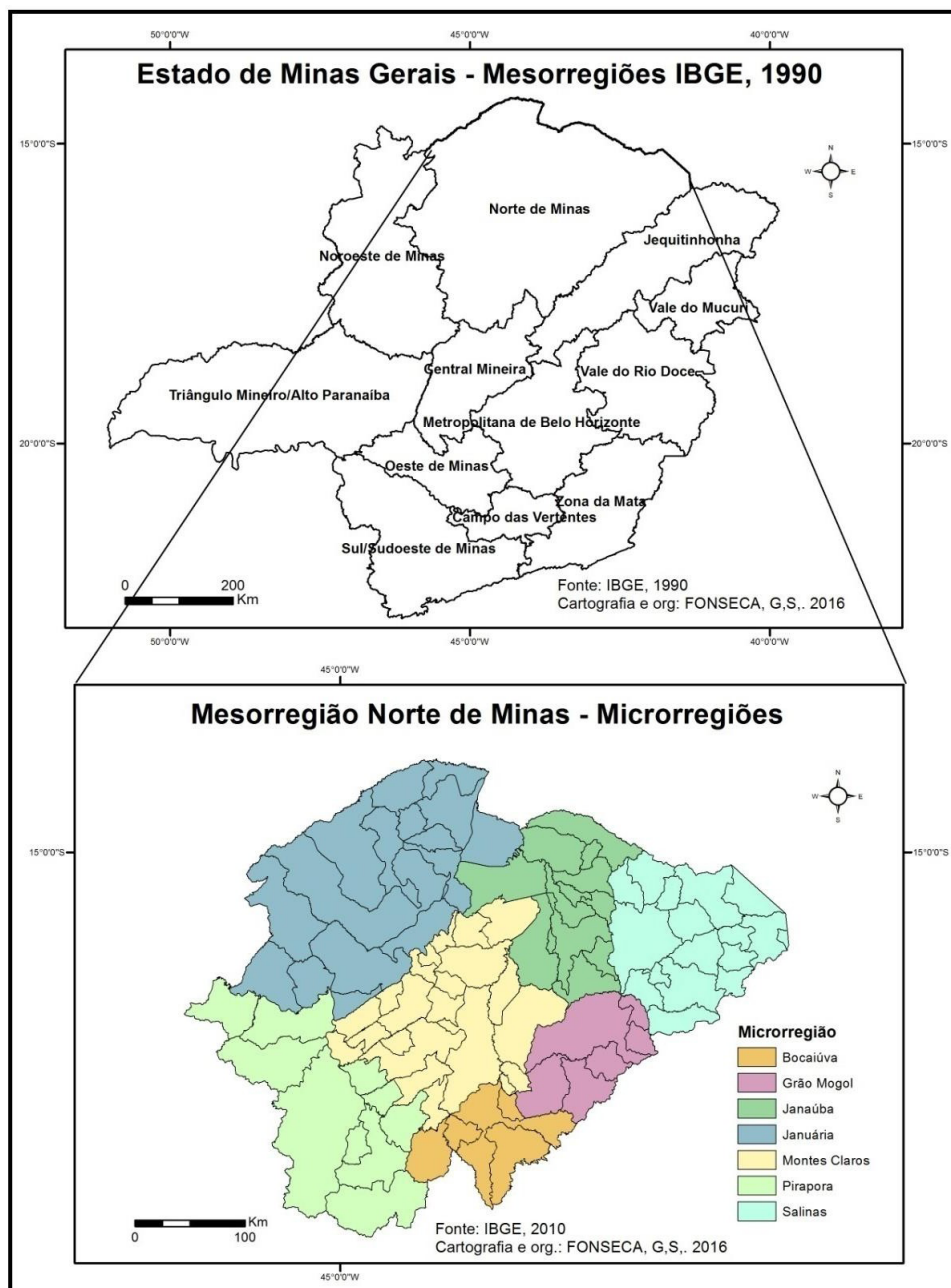 50°0'0"W
45°0'0"W
40°0'0"W
Estado de Minas Gerais - Mesorregiões IBGE, 1990
15°0'0"S
15°0'0"S
N
W
E
S
Norte de Minas
Jequitinhonha
Noroeste de Minas
Vale do Mucuri
Central Mineira
Vale do Rio Doce
Triângulo Mineiro/Alto Paranaíba
Metropolitana de Belo Horizonte
20°0'0"S
20°0'0"S
Oeste de Minas
Zona da Mata
Campo das Vertentes
Sul/Sudoeste de Minas
0
200
Km
Fonte: IBGE, 1990
Cartografia e org: FONSECA, G,S,. 2016
50°0'0"W
45°0'0"W
40°0'0"W
45°0'0"W
Mesorregião Norte de Minas - Microrregiões
N
W
E
S
15°0'0"S
15°0'0"S
Microrregião
Bocaiúva
Grão Mogol
Janaúba
Januária
Montes Claros
Pirapora
Salinas
Km
0
100
Fonte: IBGE, 2010
Cartografia e org.: FONSECA, G,S,. 2016
45°0'0"W